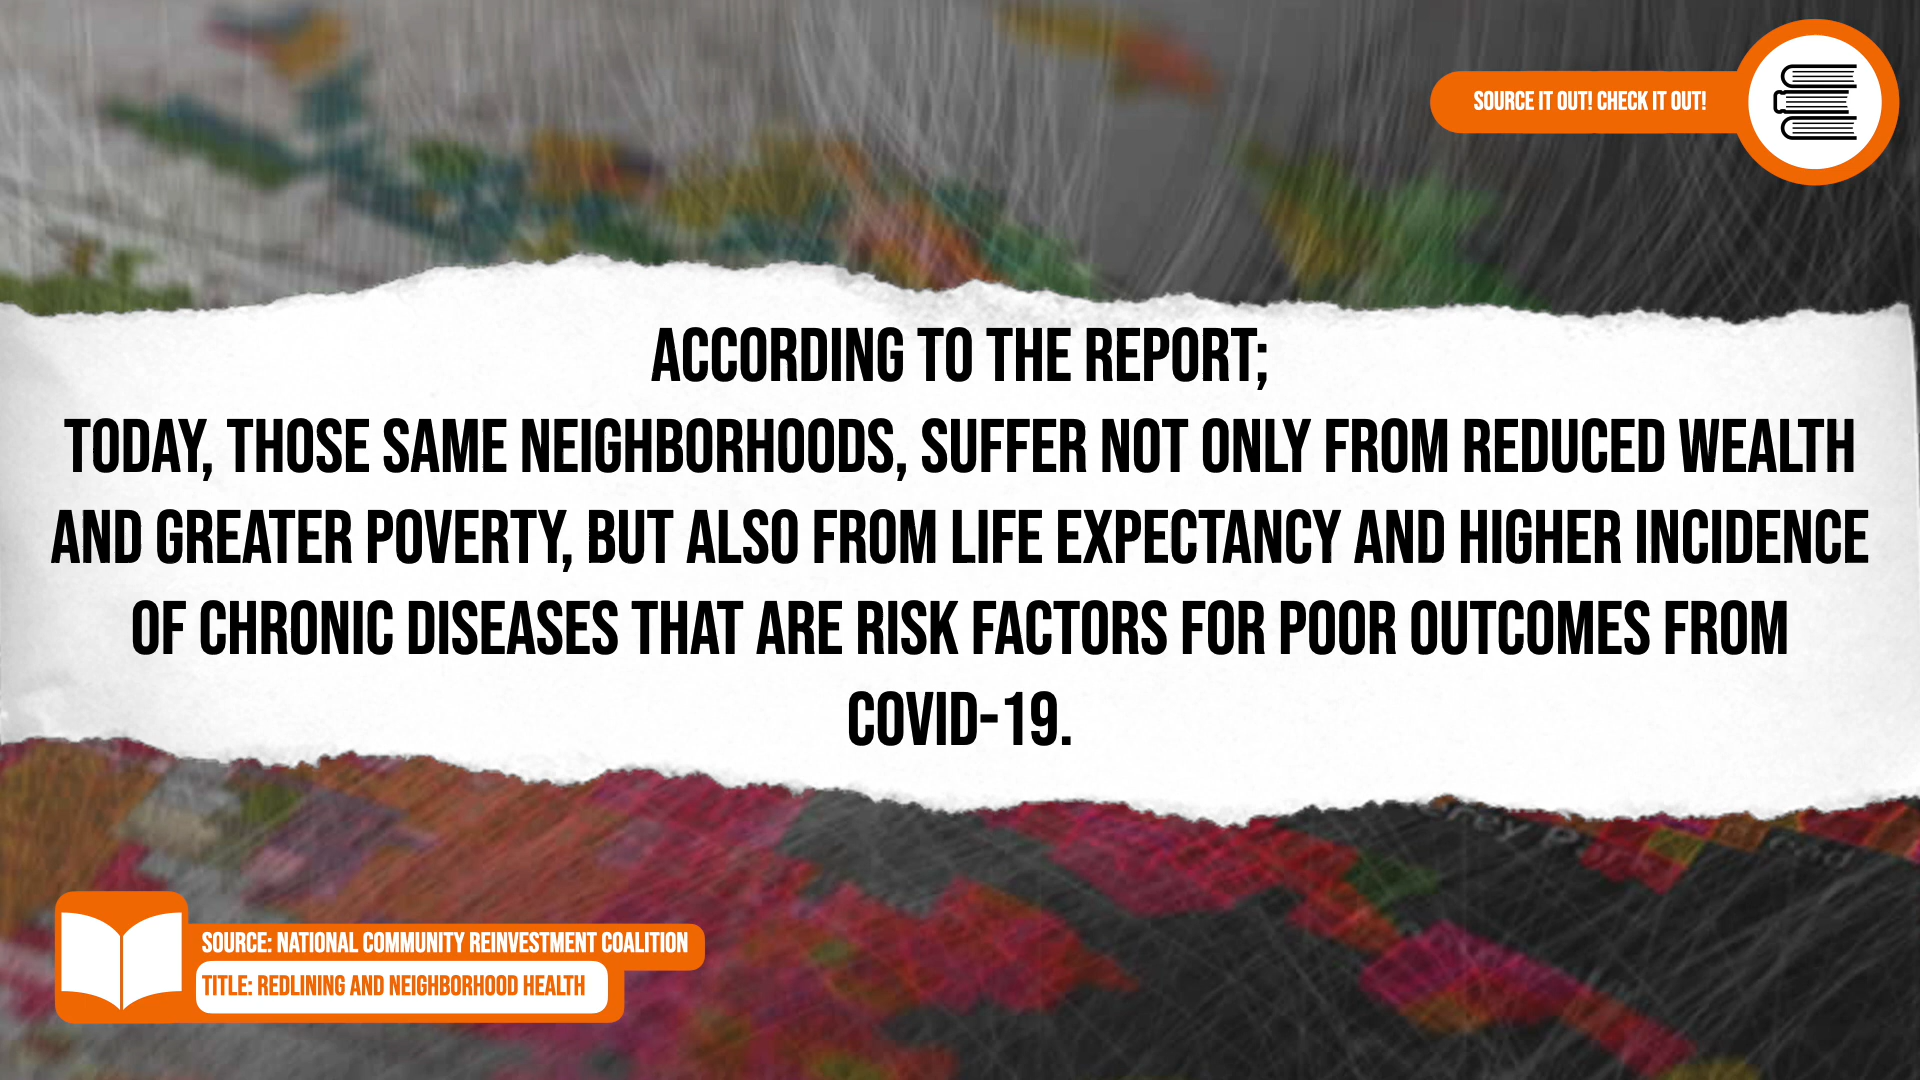 SOURCE IT OUT! CHECK IT OUT!
ACCORDING TO THE REPORT;
TODAY, THOSE SAME NEIGHBORHOODS, SUFFER NOT ONLY FROM REDUCED WEALTH
AND GREATER POVERTY, BUT ALSO FROM LIFE EXPECTANCY AND HIGHER INCIDENCE
OF CHRONIC DISEASES THAT ARE RISK FACTORS FOR POOR OUTCOMES FROM
COVID-19.
SOURCE: NATIONAL COMMUNITY REINVESTMENT COALITION
TITLE: REDLINING AND NEIGHBORHOOD HEALTH